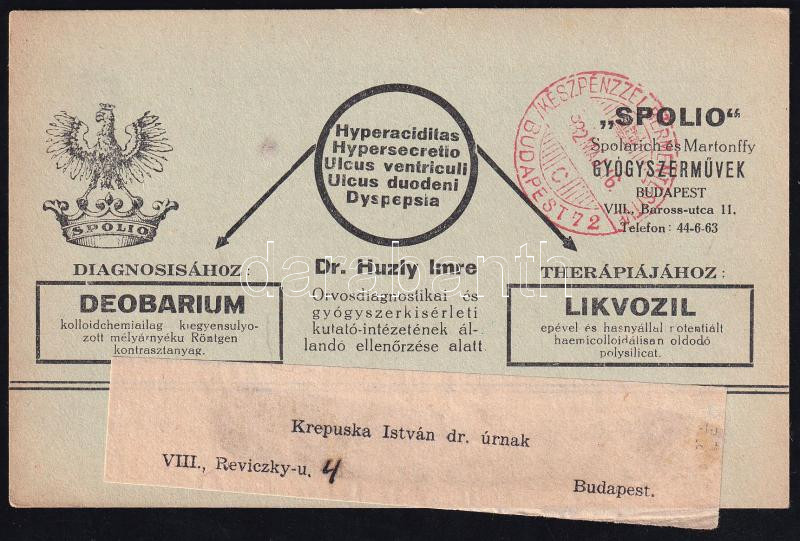 SPOLIO
Hyperaciditas
Hypersecretio
Ulcus ventriculi
Ulcus duodeni
Dyspepsia
BUDAPEST 72
C
„SPOLIO“
Spolarich és Martonffy
GYÓGYSZERMŰVEK
BUDAPEST
VIII., Baross-utca 11.
Telefon: 44-6-63
DIAGNOSISÁHOZ:
DEOBARIUM
kolloidchemiailag kiegyensulyo-
zott mélyárnyéku Röntgen
kontrasztanyag.
Dr. Huzly Imre
Orvosdiagnostikai és
gyógyszerkisérleti
kutató-intézetének ál-
landó ellenőrzése alatt
THERÁPIÁJÁHOZ:
LIKVOZIL
epével és hasnyállal potentiált
haemicolloidálisan oldodó
polysilicat.
darabanth
Krepuska István dr. úrnak
VIII., Reviczky-u. 4
Budapest.